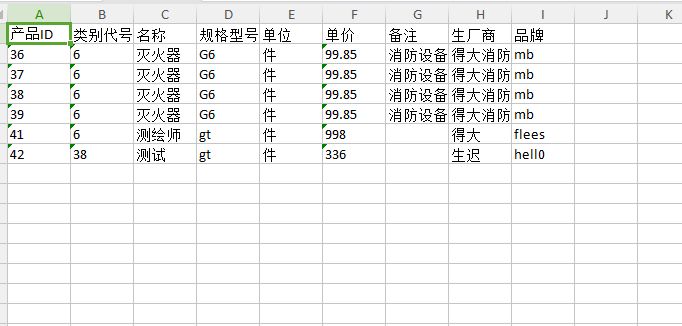 A B C D E F G H I J K
产品ID 类别代号 名称 规格型号 单位 单价 备注 生厂商 品牌
36 6 灭火器 G6 件 99.85 消防设备 得大消防 mb
37 6 灭火器 G6 件 99.85 消防设备 得大消防 mb
38 6 灭火器 G6 件 99.85 消防设备 得大消防 mb
39 6 灭火器 G6 件 99.85 消防设备 得大消防 mb
41 6 测绘师 gt 件 998 得大 flees
42 38 测试 gt 件 336 生迟 hell0